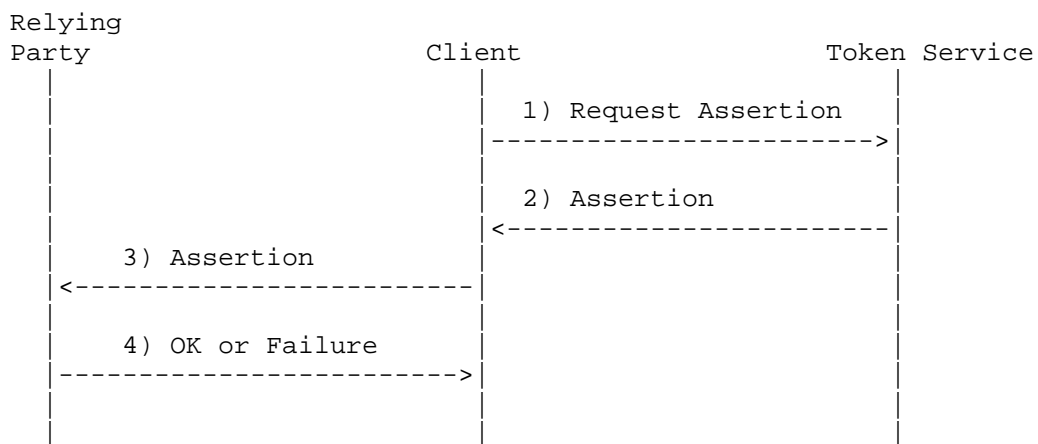 Relying
Party Client Token Service
1) Request Assertion
2) Assertion
3) Assertion
4) OK or Failure